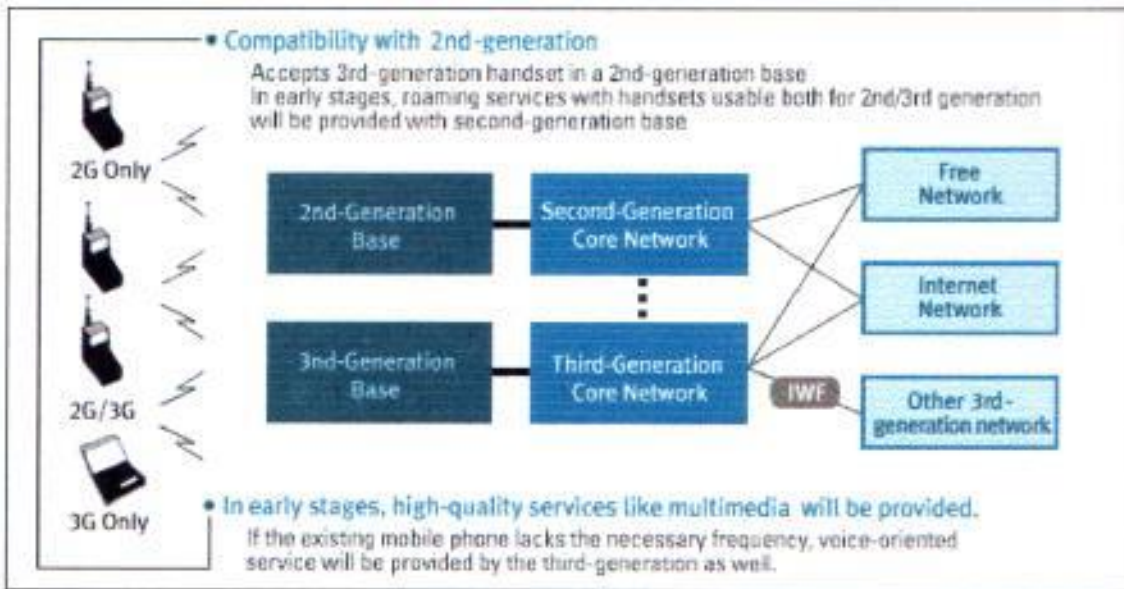 • Compatibility with 2nd-generation
Accepts 3rd-generation handset in a 2nd-generation base
In early stages, roaming services with handsets usable both for 2nd/3rd generation
will be provided with second-generation base
2G Only
2G/3G
3G Only
2nd-Generation
Base
Second-Generation
Core Network
3nd-Generation
Base
Third-Generation
Core Network
IWF
Free
Network
Internet
Network
Other 3rd-
generation network
• In early stages, high-quality services like multimedia will be provided.
If the existing mobile phone lacks the necessary frequency, voice-oriented
service will be provided by the third-generation as well.